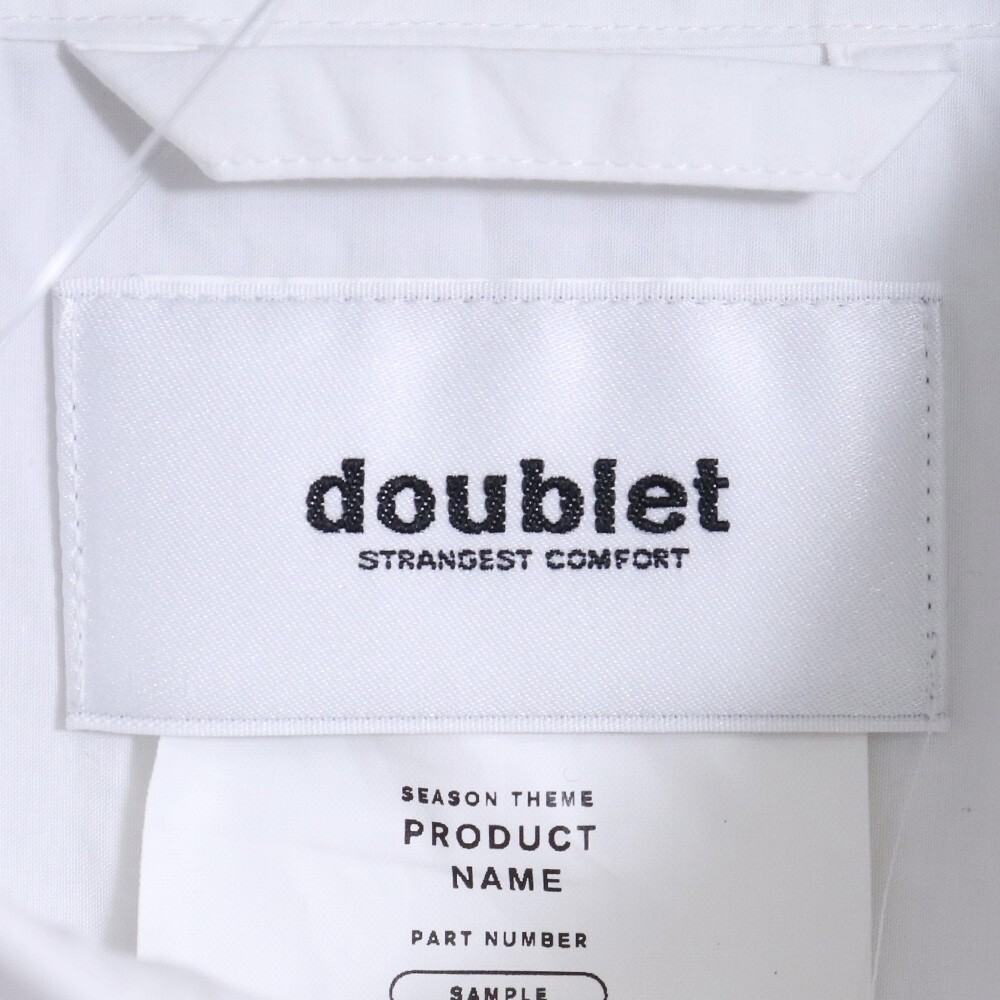 doublet
STRANGEST COMFORT
SEASON THEME
PRODUCT
NAME
PART NUMBER
SAMPLE